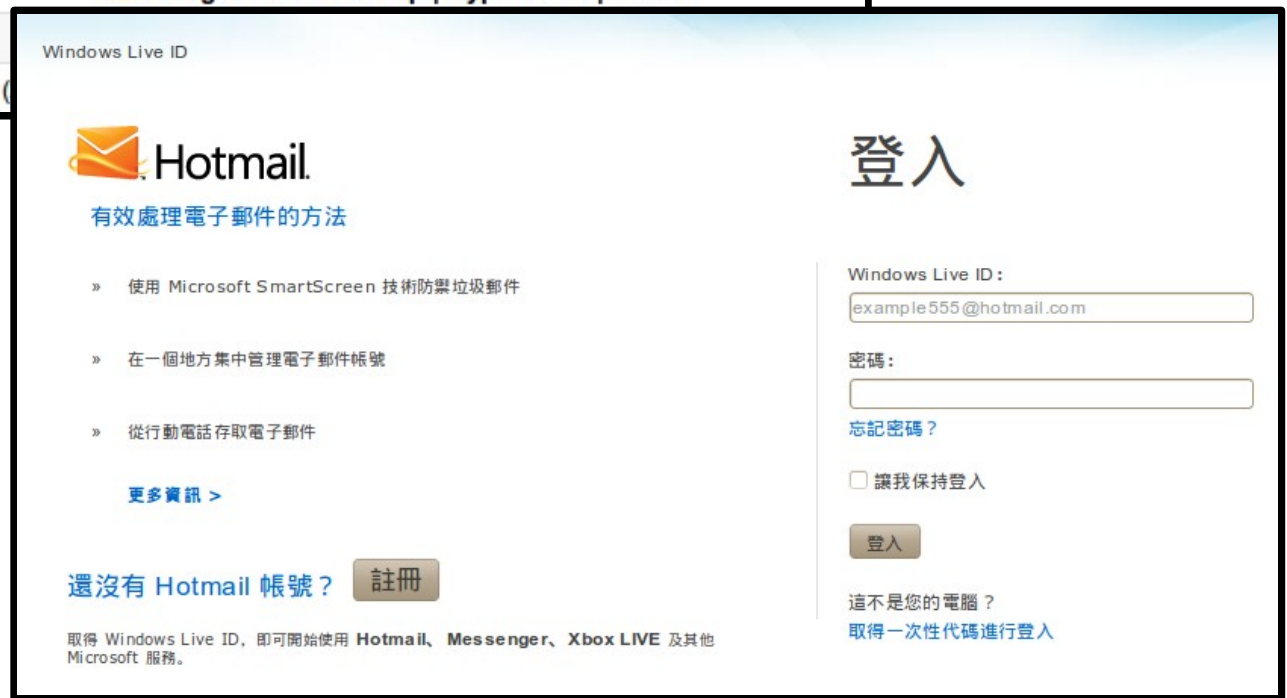 Windows Live ID
(
Hotmail.
有效處理電子郵件的方法
» 使用 Microsoft SmartScreen 技術防禦垃圾郵件
» 在一個地方集中管理電子郵件帳號
» 從行動電話存取電子郵件
更多資訊 >
還沒有 Hotmail 帳號？ 註冊
取得 Windows Live ID，即可開始使用 Hotmail、Messenger、Xbox LIVE 及其他
Microsoft 服務。
登入
Windows Live ID：
example555@hotmail.com
密碼：
忘記密碼？
讓我保持登入
登入
這不是您的電腦？
取得一次性代碼進行登入